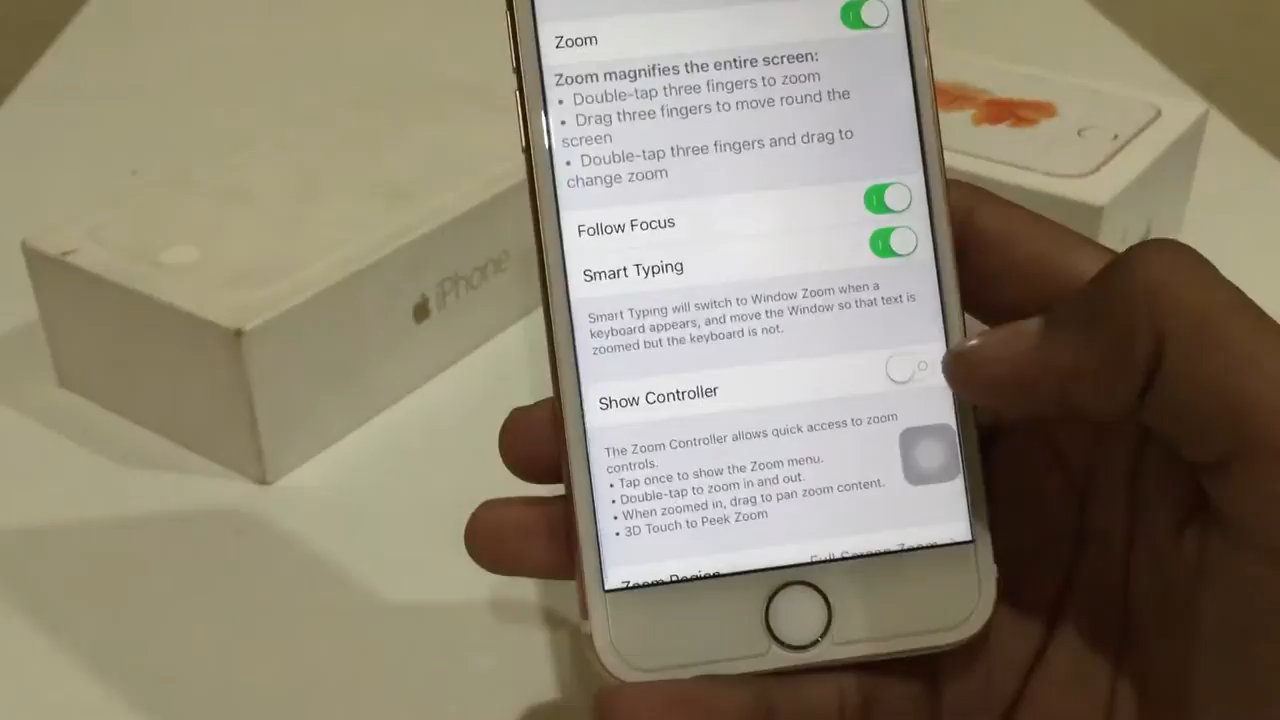 Zoom
Zoom magnifies the entire screen:
• Double-tap three fingers to zoom
• Drag three fingers to move round the
screen
• Double-tap three fingers and drag to
change zoom
Follow Focus
Smart Typing
Smart Typing will switch to Window Zoom when a
keyboard appears, and move the Window so that text is
zoomed but the keyboard is not.
Show Controller
The Zoom Controller allows quick access to zoom
controls.
• Tap once to show the Zoom menu.
• Double-tap to zoom in and out.
• When zoomed in, drag to pan zoom content.
• 3D Touch to Peek Zoom
Zoom Region Full Screen Zoom
iPhone